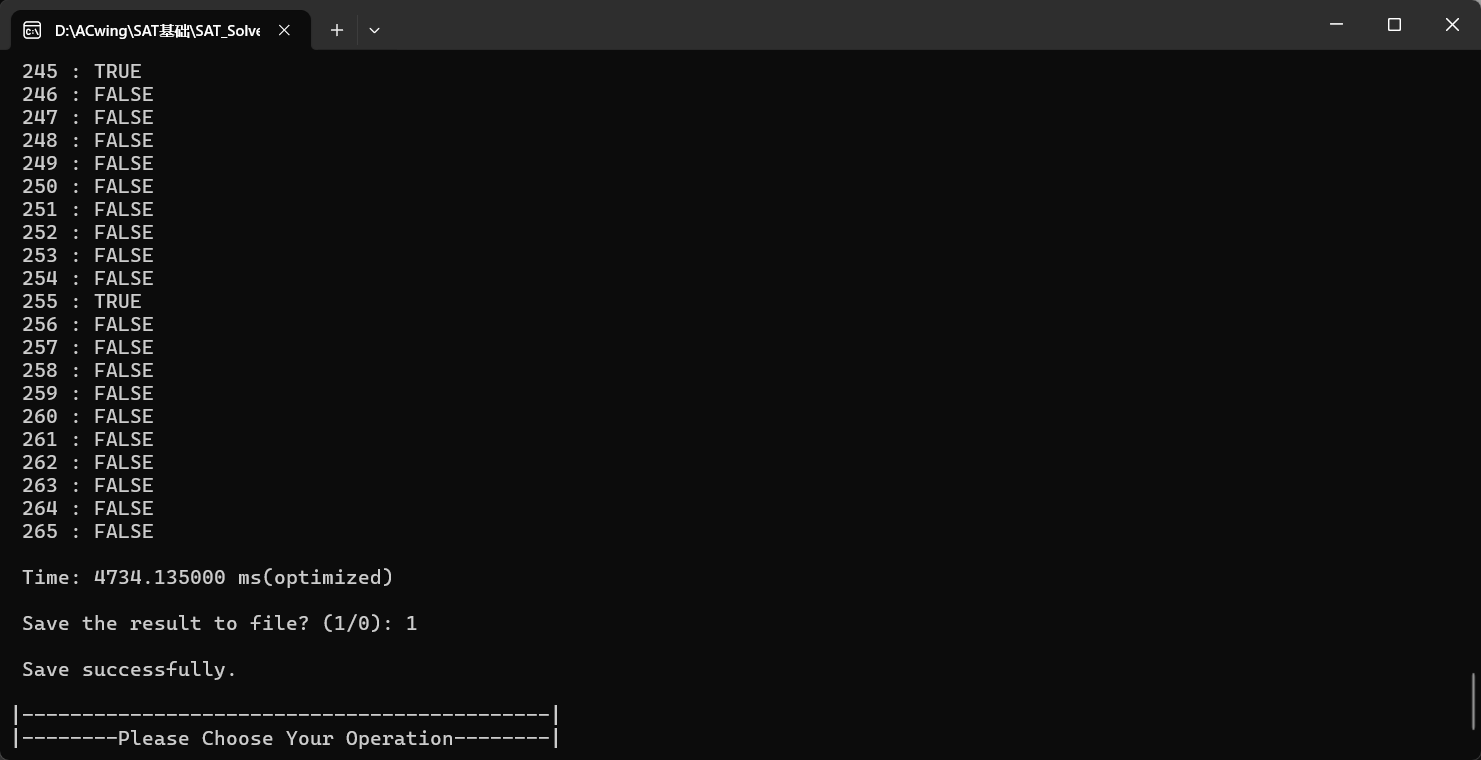 D:\ACwing\SAT基础\SAT_Solve
245 : TRUE
246 : FALSE
247 : FALSE
248 : FALSE
249 : FALSE
250 : FALSE
251 : FALSE
252 : FALSE
253 : FALSE
254 : FALSE
255 : TRUE
256 : FALSE
257 : FALSE
258 : FALSE
259 : FALSE
260 : FALSE
261 : FALSE
262 : FALSE
263 : FALSE
264 : FALSE
265 : FALSE
Time: 4734.135000 ms(optimized)
Save the result to file? (1/0): 1
Save successfully.
|--------------------------------------------|
|--------Please Choose Your Operation--------|